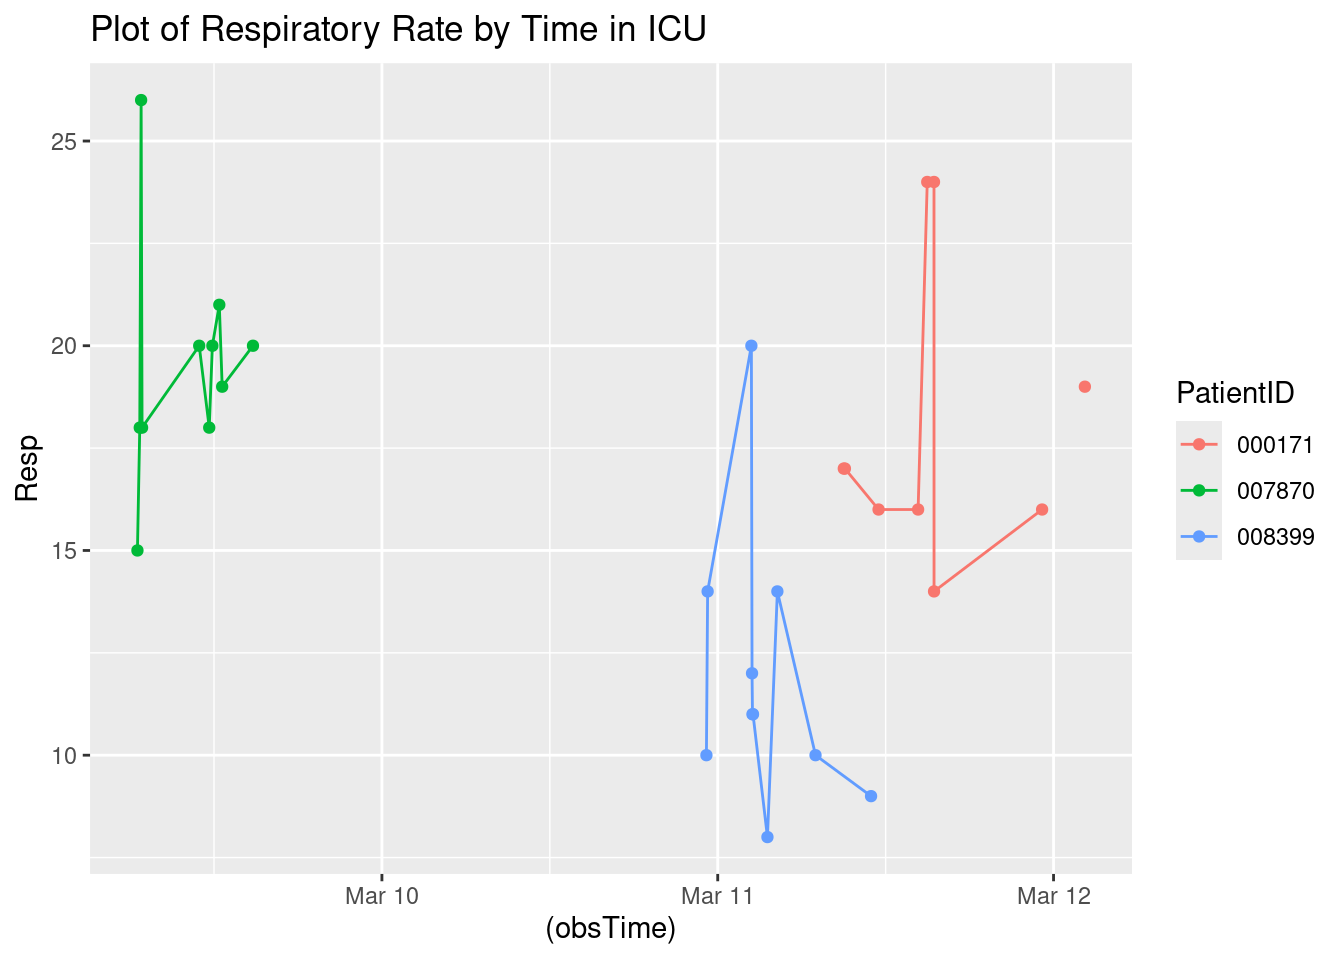 Plot of Respiratory Rate by Time in ICU
25
20
15
10
Resp
Mar 10
Mar 11
Mar 12
(obsTime)
PatientID
000171
007870
008399